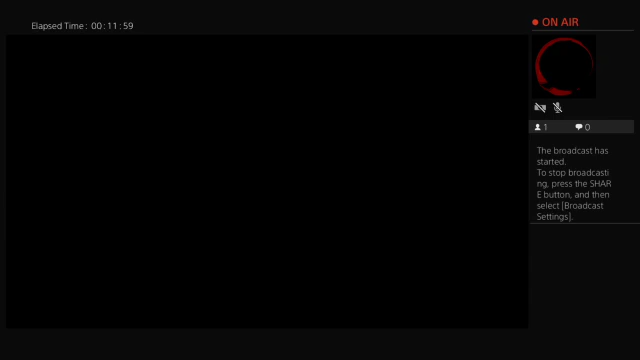 Elapsed Time : 00 : 11 : 59
ON AIR
1
0
The broadcast has
started.
To stop broadcasti
ng, press the SHAR
E button, and then
select [Broadcast
Settings].